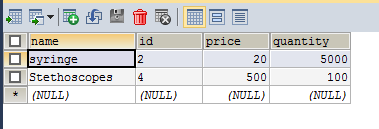 name id price quantity
syringe 2 20 5000
Stethoscopes 4 500 100
* (NULL) (NULL) (NULL) (NULL)